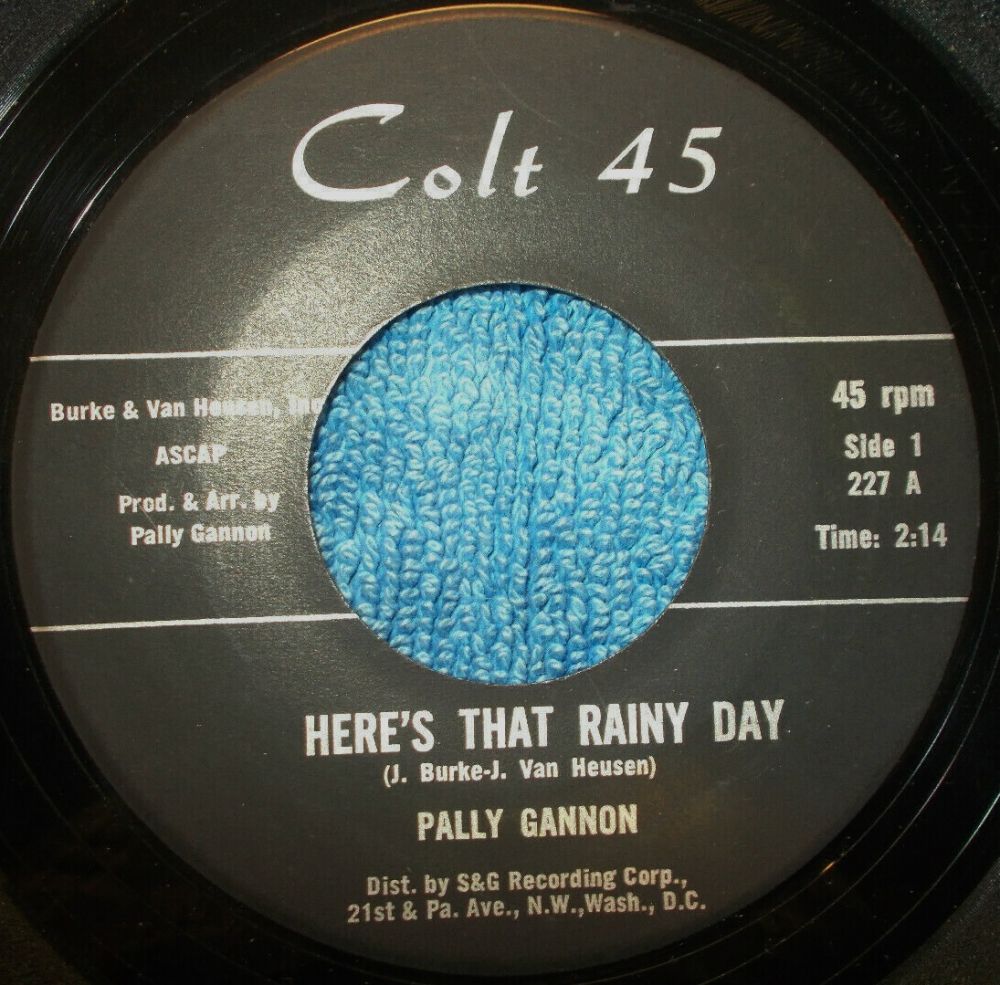 Colt 45
Burke & Van Heusen, Inc
ASCAP
Prod. & Arr. by
Pally Gannon
45 rpm
Side 1
227 A
Time: 2:14
HERE'S THAT RAINY DAY
(J. Burke-J. Van Heusen)
PALLY GANNON
Dist. by S&G Recording Corp.,
21st & Pa. Ave., N.W.,Wash., D.C.